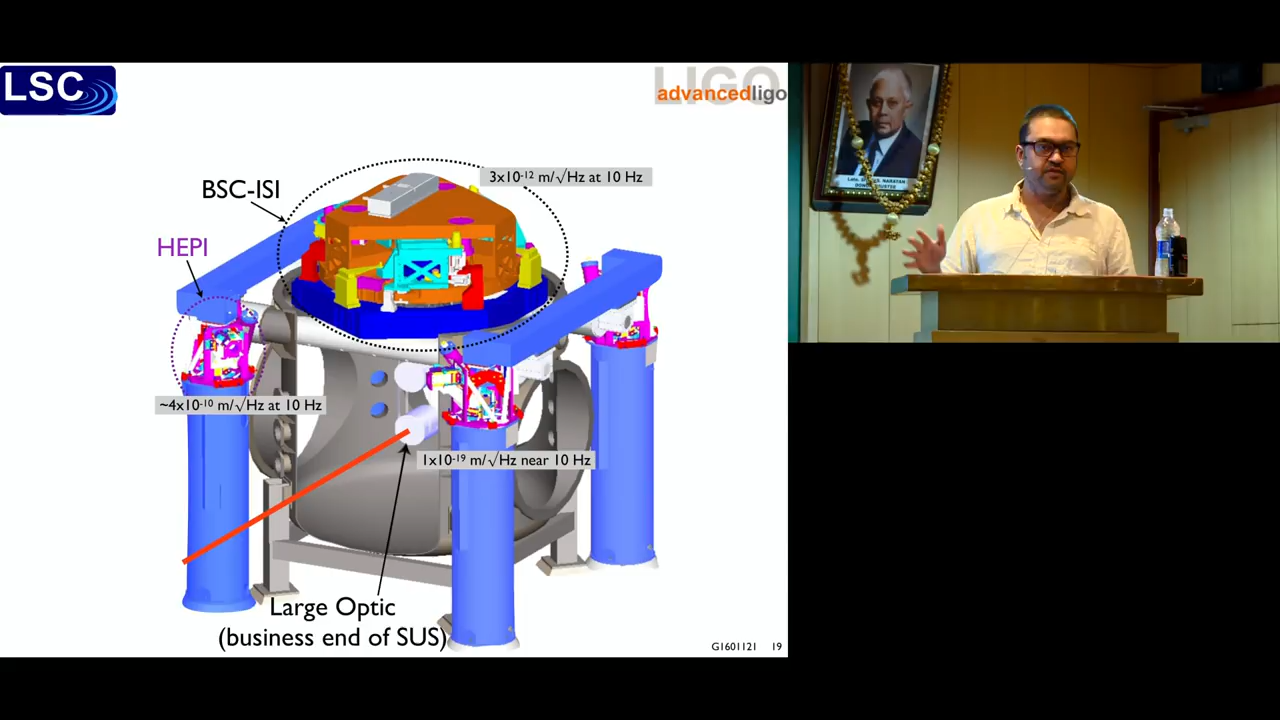 LSC
LIGO
advancedligo
BSC-ISI
3x10-12 m/√Hz at 10 Hz
HEPI
~4x10-10 m/√Hz at 10 Hz
1x10-19 m/√Hz near 10 Hz
Large Optic
(business end of SUS)
G1601121 19
NARAYAN